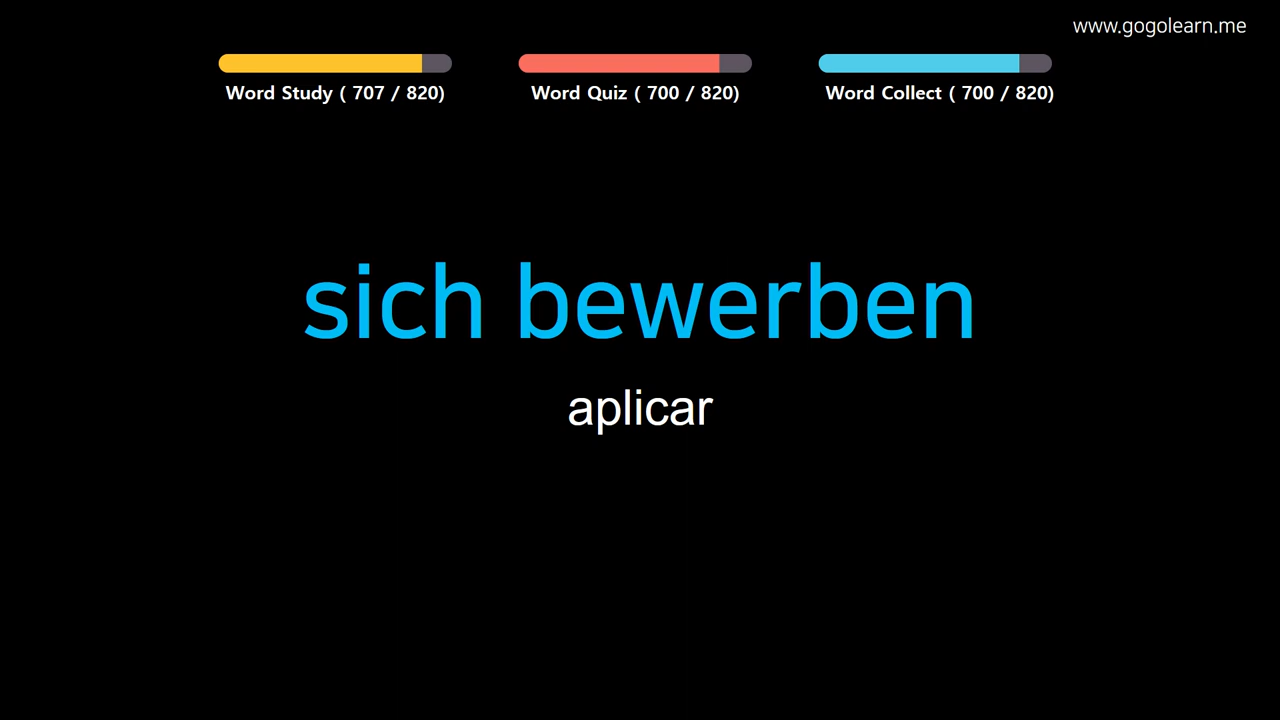 www.gogolearn.me
Word Study ( 707 / 820)
Word Quiz ( 700 / 820)
Word Collect ( 700 / 820)
sich bewerben
aplicar